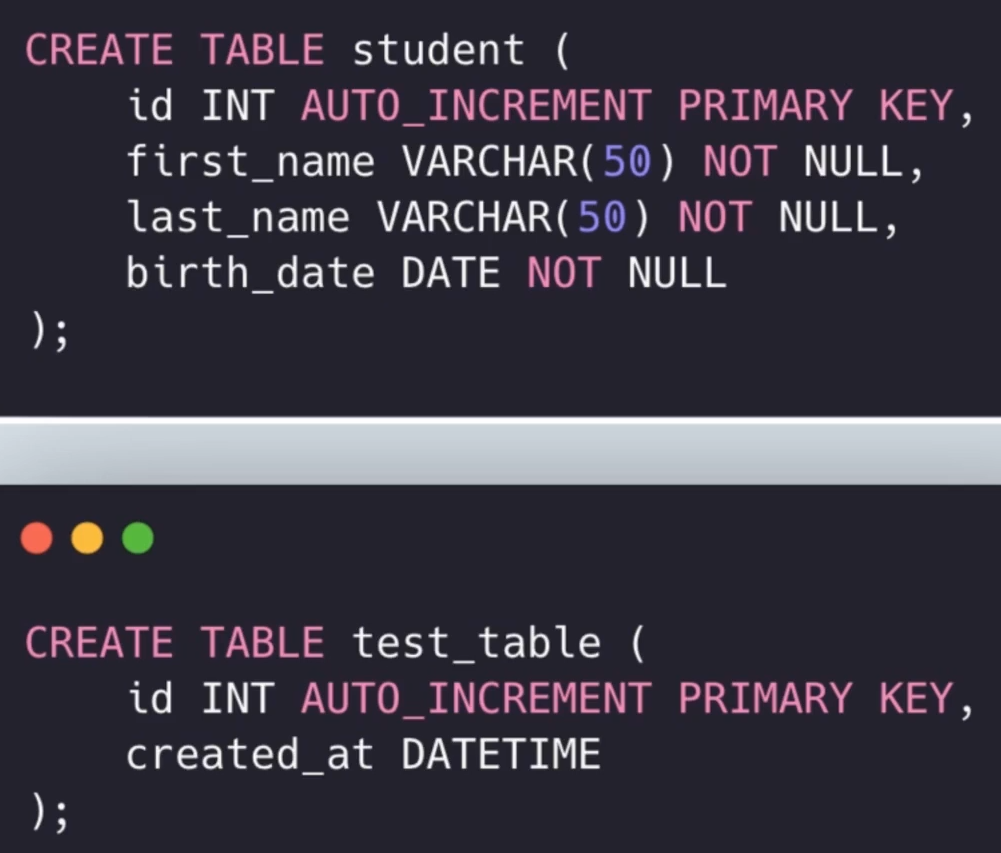 CREATE TABLE student (
    id INT AUTO_INCREMENT PRIMARY KEY,
    first_name VARCHAR(50) NOT NULL,
    last_name VARCHAR(50) NOT NULL,
    birth_date DATE NOT NULL
);
CREATE TABLE test_table (
    id INT AUTO_INCREMENT PRIMARY KEY,
    created_at DATETIME
);